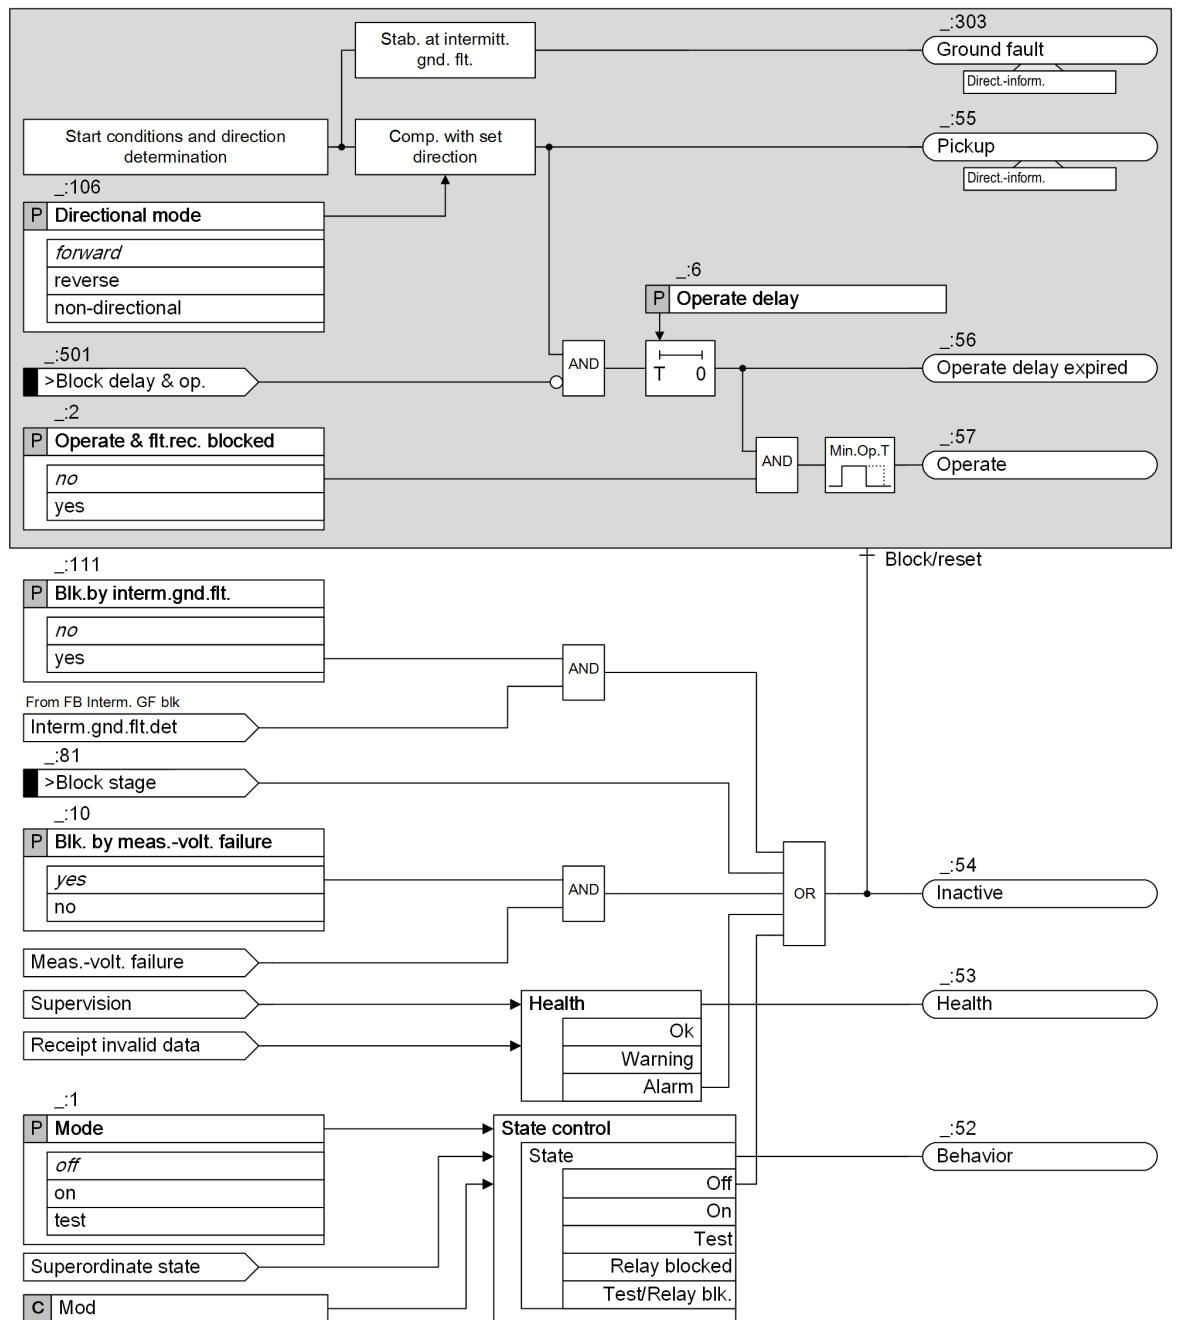 _:303
Stab. at intermitt.
gnd. flt.
Ground fault
Direct.-inform.
_:55
Start conditions and direction
determination
Comp. with set
direction
Pickup
Direct.-inform.
_:106
P Directional mode
forward
reverse
non-directional
_:6
P Operate delay
_:501
>Block delay & op.
AND
T 0
_:56
Operate delay expired
_:2
P Operate & flt.rec. blocked
no
yes
AND
Min.Op.T
_:57
Operate
Block/reset
_:111
P Blk.by interm.gnd.flt.
no
yes
AND
From FB Interm. GF blk
Interm.gnd.flt.det
_:81
>Block stage
_:10
P Blk. by meas.-volt. failure
yes
no
AND
OR
_:54
Inactive
Meas.-volt. failure
Supervision
Receipt invalid data
Health
Ok
Warning
Alarm
_:53
Health
_:1
P Mode
off
on
test
State control
State
Off
On
Test
Relay blocked
Test/Relay blk.
_:52
Behavior
Superordinate state
C Mod